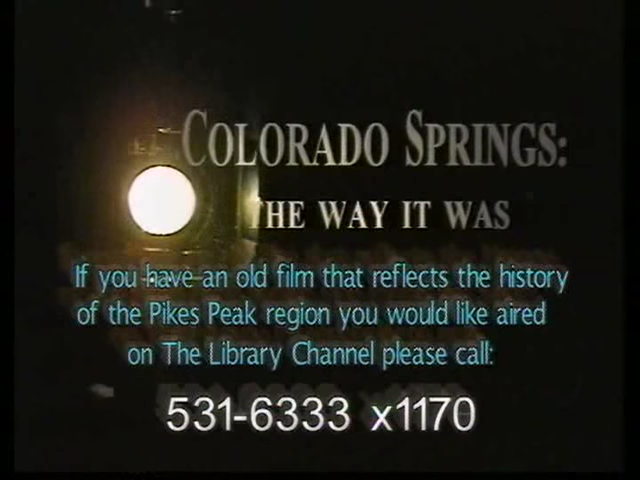 COLORADO SPRINGS:
THE WAY IT WAS
If you have an old film that reflects the history
of the Pikes Peak region you would like aired
on The Library Channel please call:
531-6333 x1170